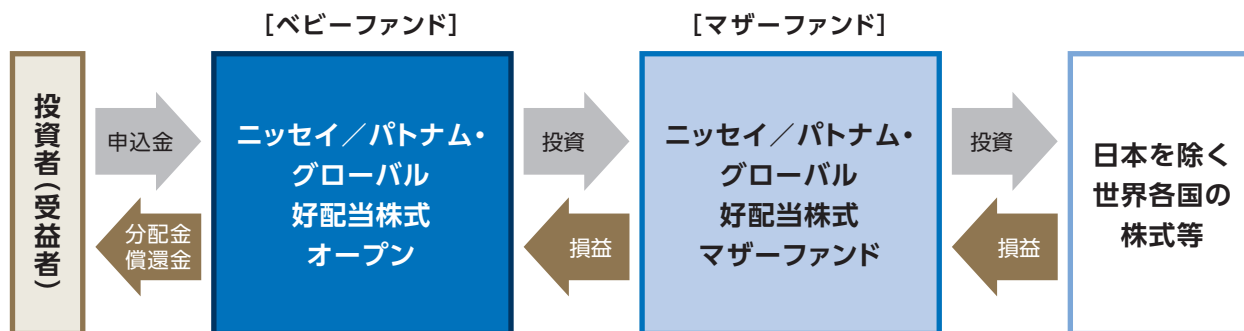 [ベビーファンド]
[マザーファンド]
投資者(受益者)
申込金
分配金
償還金
ニッセイ／パトナム・
グローバル
好配当株式
オープン
投資
損益
ニッセイ／パトナム・
グローバル
好配当株式
マザーファンド
投資
損益
日本を除く
世界各国の
株式等